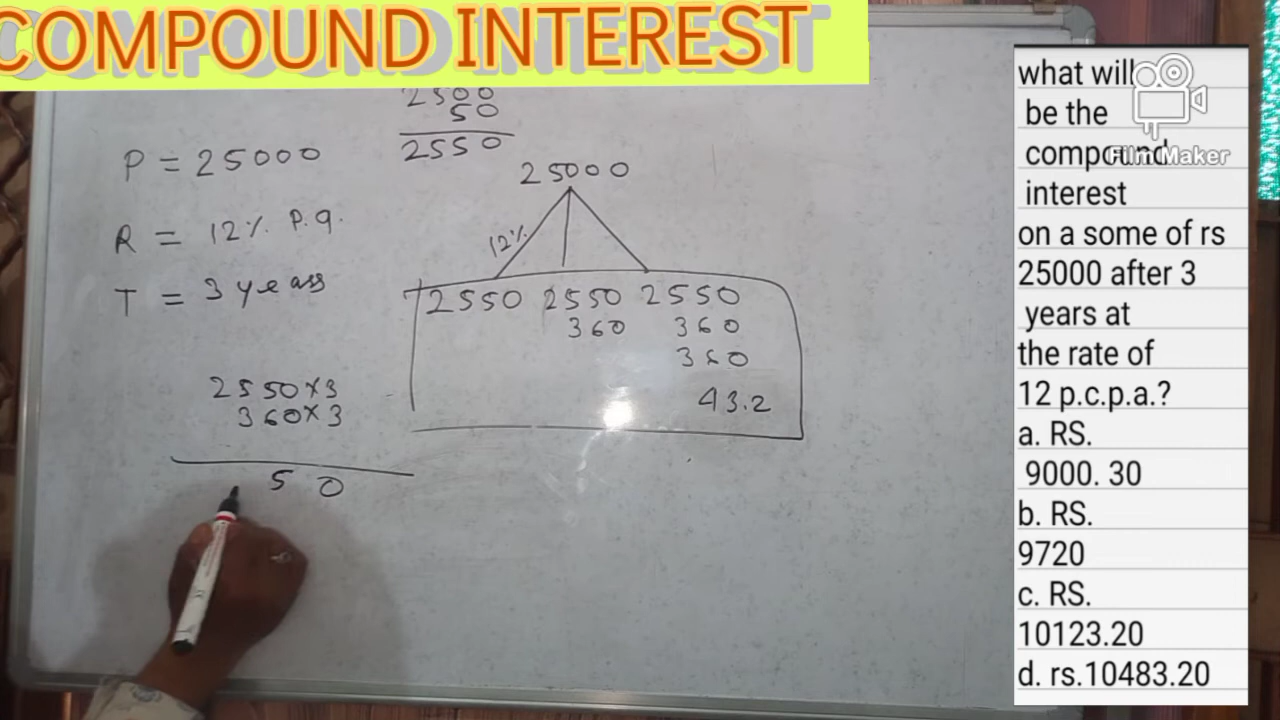 COMPOUND INTEREST
2500
50
2550
P = 25000
R = 12% P.a.
T = 3 years
25000
12%
2550 2550 2550
360 360
360
43.2
2550×3
360×3
50
what will
be the
compound
interest
on a some of rs
25000 after 3
years at
the rate of
12 p.c.p.a.?
a. RS.
9000. 30
b. RS.
9720
c. RS.
10123.20
d. rs.10483.20
Film Maker